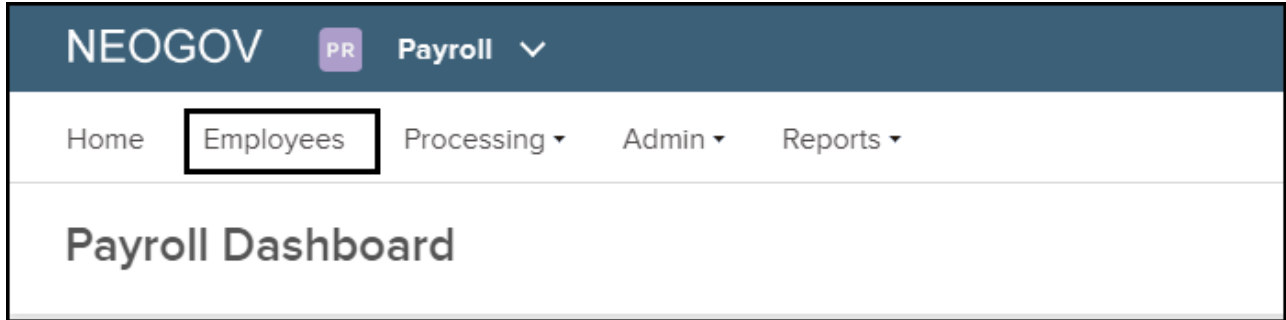 NEOGOV PR Payroll
Home Employees Processing Admin Reports
Payroll Dashboard